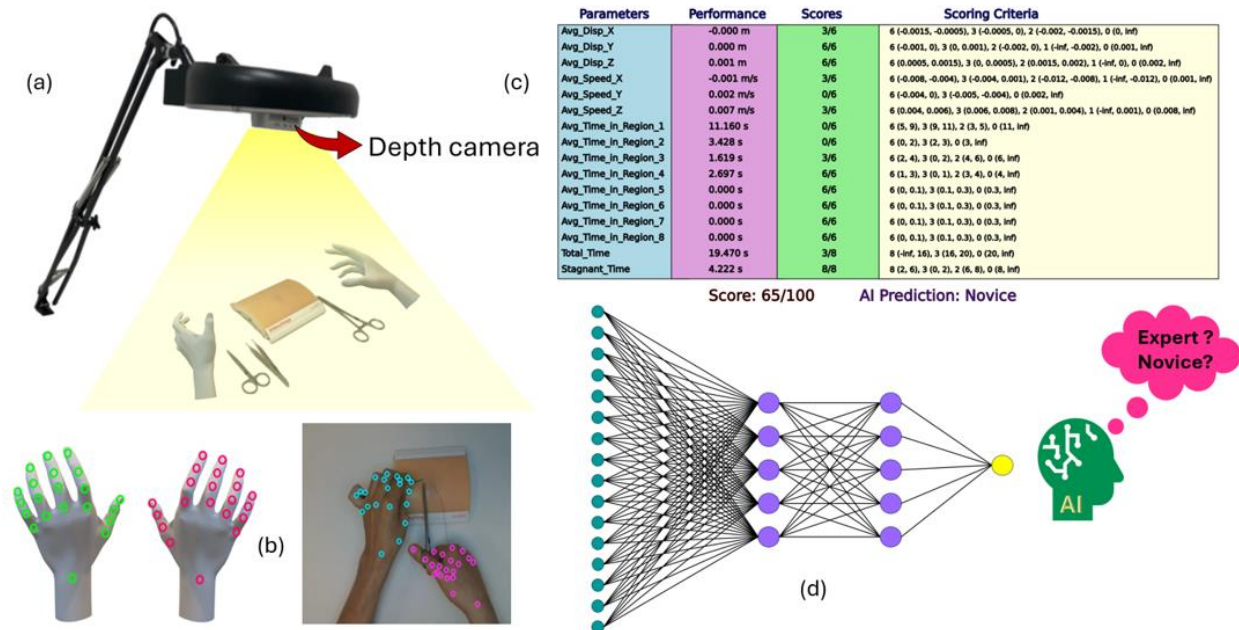 (a)
Depth camera
(b)
(c)
Parameters Performance Scores Scoring Criteria
Avg_Disp_X -0.000 m 3/6 6 (-0.0015, -0.0005), 3 (-0.0005, 0), 2 (-0.002, -0.0015), 0 (0, inf)
Avg_Disp_Y 0.000 m 6/6 6 (-0.001, 0), 3 (0, 0.001), 2 (-0.002, 0), 1 (-inf, -0.002), 0 (0.001, inf)
Avg_Disp_Z 0.001 m 6/6 6 (0.0005, 0.0015), 3 (0, 0.0005), 2 (0.0015, 0.002), 1 (-inf, 0), 0 (0.002, inf)
Avg_Speed_X -0.001 m/s 3/6 6 (-0.008, -0.004), 3 (-0.004, 0.001), 2 (-0.012, -0.008), 1 (-inf, -0.012), 0 (0.001, inf)
Avg_Speed_Y 0.002 m/s 0/6 6 (-0.004, 0), 3 (-0.005, -0.004), 0 (0.002, inf)
Avg_Speed_Z 0.007 m/s 3/6 6 (0.004, 0.006), 3 (0.006, 0.008), 2 (0.001, 0.004), 1 (-inf, 0.001), 0 (0.008, inf)
Avg_Time_in_Region_1 11.160 s 0/6 6 (5, 9), 3 (9, 11), 2 (3, 5), 0 (11, inf)
Avg_Time_in_Region_2 3.428 s 0/6 6 (0, 2), 3 (2, 3), 0 (3, inf)
Avg_Time_in_Region_3 1.619 s 3/6 6 (2, 4), 3 (0, 2), 2 (4, 6), 0 (6, inf)
Avg_Time_in_Region_4 2.697 s 6/6 6 (1, 3), 3 (0, 1), 2 (3, 4), 0 (4, inf)
Avg_Time_in_Region_5 0.000 s 6/6 6 (0, 0.1), 3 (0.1, 0.3), 0 (0.3, inf)
Avg_Time_in_Region_6 0.000 s 6/6 6 (0, 0.1), 3 (0.1, 0.3), 0 (0.3, inf)
Avg_Time_in_Region_7 0.000 s 6/6 6 (0, 0.1), 3 (0.1, 0.3), 0 (0.3, inf)
Avg_Time_in_Region_8 0.000 s 6/6 6 (0, 0.1), 3 (0.1, 0.3), 0 (0.3, inf)
Total_Time 19.470 s 3/8 8 (-inf, 16), 3 (16, 20), 0 (20, inf)
Stagnant_Time 4.222 s 8/8 8 (2, 6), 3 (0, 2), 2 (6, 8), 0 (8, inf)
Score: 65/100 AI Prediction: Novice
Expert ?
Novice?
AI
(d)